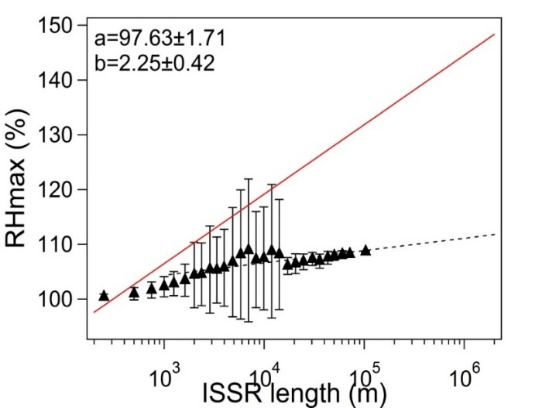 a=97.63±1.71
b=2.25±0.42
RHmax (%)
150
140
130
120
110
100
10³ 10⁴ 10⁵ 10⁶
ISSR length (m)